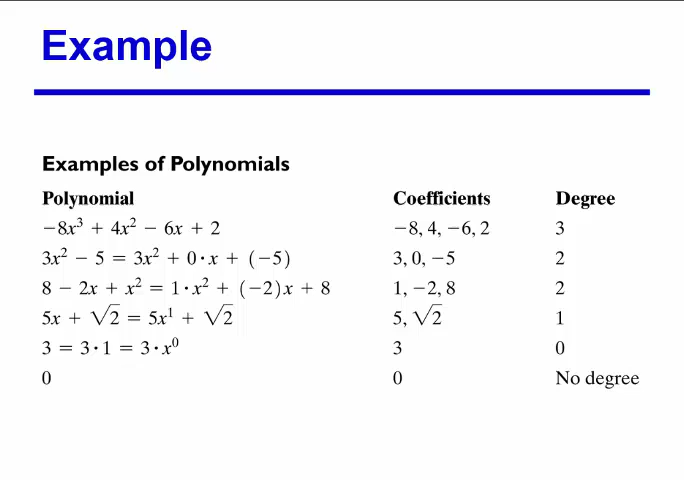 Example
Examples of Polynomials
Polynomial Coefficients Degree
−8x³ + 4x² − 6x + 2 −8, 4, −6, 2 3
3x² − 5 = 3x² + 0·x + (−5) 3, 0, −5 2
8 − 2x + x² = 1·x² + (−2)x + 8 1, −2, 8 2
5x + √2 = 5x¹ + √2 5, √2 1
3 = 3·1 = 3·x⁰ 3 0
0 0 No degree